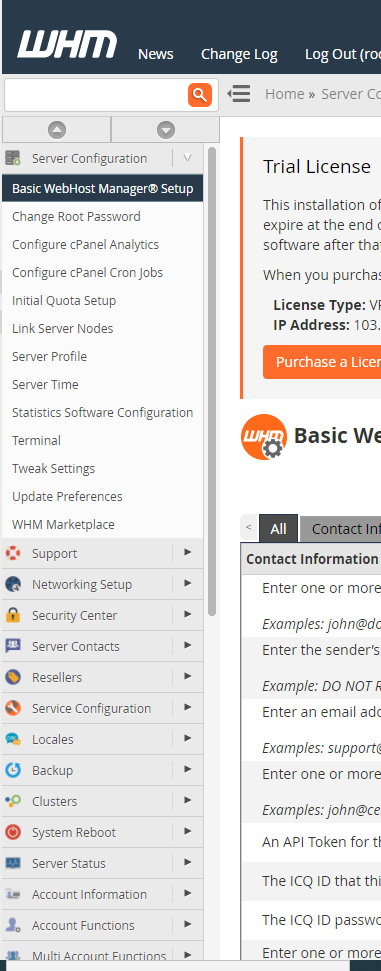 WHM
News Change Log Log Out (roo
Home » Server Co
Server Configuration
Basic WebHost Manager® Setup
Change Root Password
Configure cPanel Analytics
Configure cPanel Cron Jobs
Initial Quota Setup
Link Server Nodes
Server Profile
Server Time
Statistics Software Configuration
Terminal
Tweak Settings
Update Preferences
WHM Marketplace
Support
Networking Setup
Security Center
Server Contacts
Resellers
Service Configuration
Locales
Backup
Clusters
System Reboot
Server Status
Account Information
Account Functions
Multi Account Functions
Trial License
This installation of
expire at the end o
software after that
When you purchas
License Type: VP
IP Address: 103.
Purchase a Licen
WHM
Basic We
< All Contact Inf
Contact Information
Enter one or more
Examples: john@do
Enter the sender's
Example: DO NOT R
Enter an email add
Examples: support@
Enter one or more
Examples: john@ce
An API Token for th
The ICQ ID that thi
The ICQ ID passwo
Enter one or more